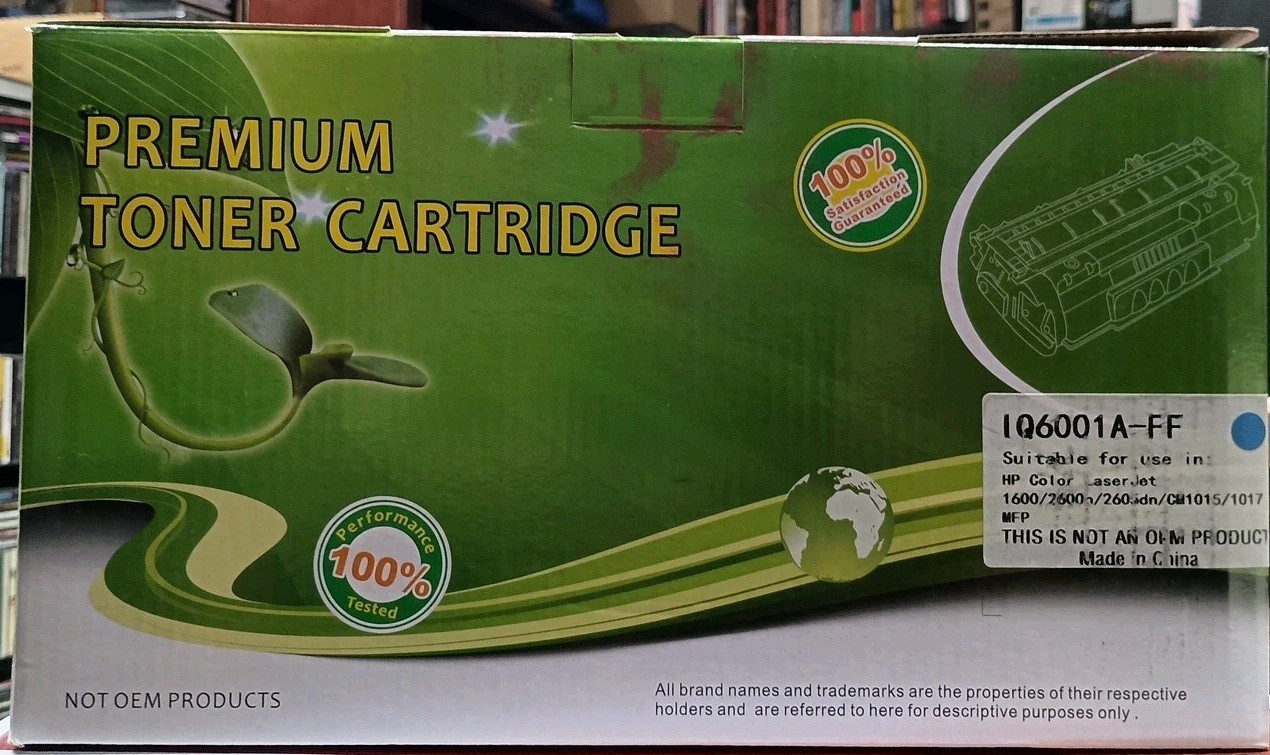 PREMIUM
TONER CARTRIDGE
100%
Satisfaction
Guaranteed
IQ6001A-FF
Suitable for use in:
HP Color LaserJet
1600/2600n/2605dn/CM1015/1017
MFP
THIS IS NOT AN OEM PRODUCT
Made in China
Performance
100%
Tested
NOT OEM PRODUCTS
All brand names and trademarks are the properties of their respective
holders and are referred to here for descriptive purposes only .